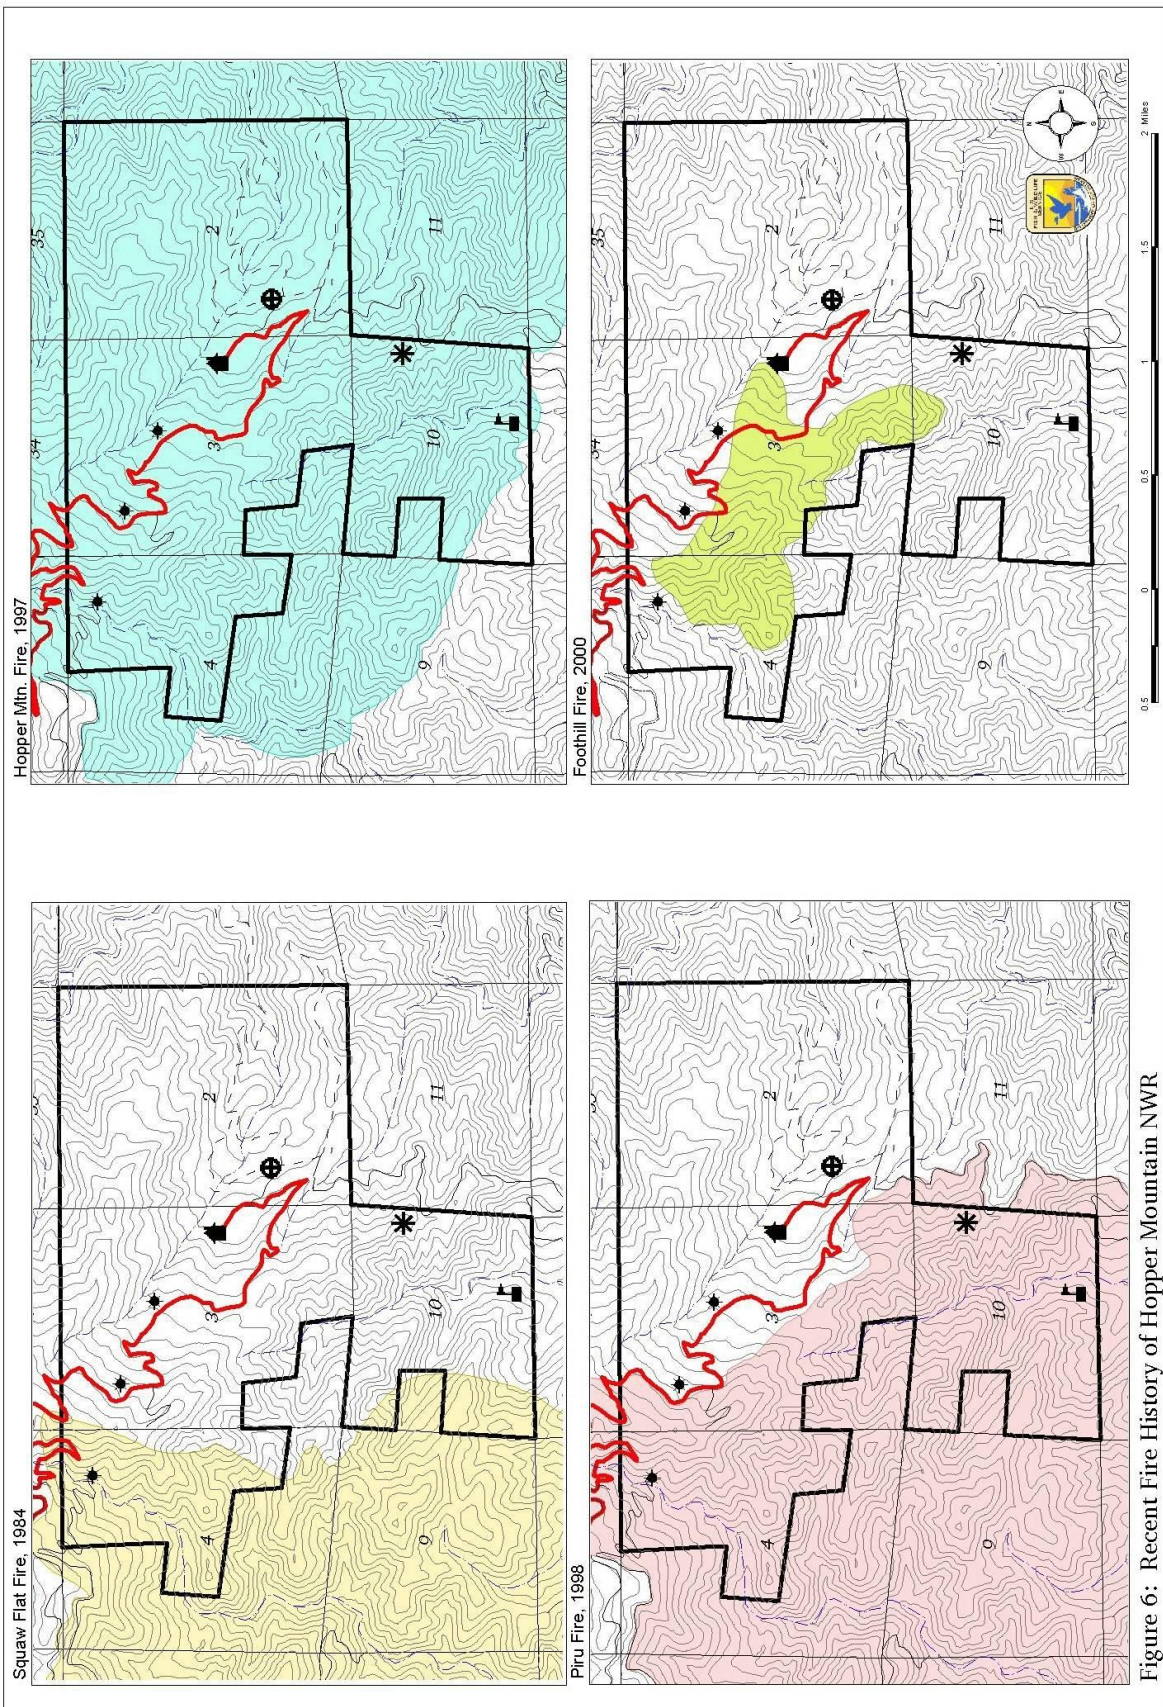 Squaw Flat Fire, 1984
4 3 2
9 10 11
Hopper Mtn. Fire, 1997
34 35
4 3 2
9 10 11
Piru Fire, 1998
4 3 2
9 10 11
Foothill Fire, 2000
35
4 3 2
9 10 11
N
W E
S
U.S.
FISH & WILDLIFE
SERVICE
0.5 0 0.5 1 1.5 2 Miles
Figure 6: Recent Fire History of Hopper Mountain NWR